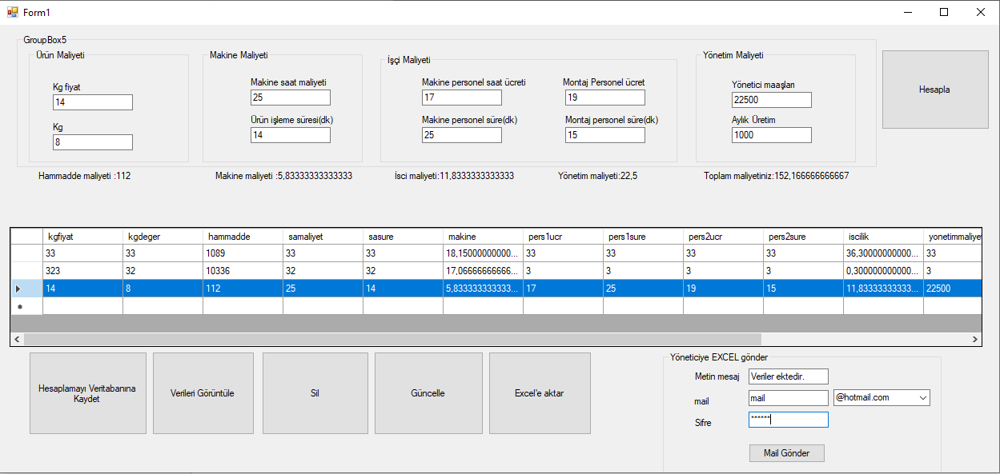 Form1
GroupBox5
Ürün Maliyeti
Makine Maliyeti
İşçi Maliyeti
Yönetim Maliyeti
Kg fiyat
14
Kg
8
Makine saat maliyeti
25
Ürün işleme süresi(dk)
14
Makine personel saat ücreti
17
Makine personel süre(dk)
25
Montaj Personel ücret
19
Montaj personel süre(dk)
15
Yönetici maaşları
22500
Aylık Üretim
1000
Hesapla
Hammadde maliyeti :112
Makine maliyeti :5,83333333333333
İsci maliyeti:11,8333333333333
Yönetim maliyeti:22,5
Toplam maliyetiniz:152,166666666667
kgfiyat kgdeger hammadde samaliyet sasure makine pers1ucr pers1sure pers2ucr pers2sure iscilik yonetimmaliye
33 33 1089 33 33 18,15000000000... 33 33 33 33 36,30000000000... 33
323 32 10336 32 32 17,06666666666... 3 3 3 3 0,300000000000... 3
14 8 112 25 14 5,833333333333... 17 25 19 15 11,83333333333... 22500
Hesaplamayı Veritabanına
Kaydet
Verileri Görüntüle
Sil
Güncelle
Excel'e aktar
Yöneticiye EXCEL gönder
Metin mesaj Veriler ektedir.
mail mail @hotmail.com
Sifre ******
Mail Gönder